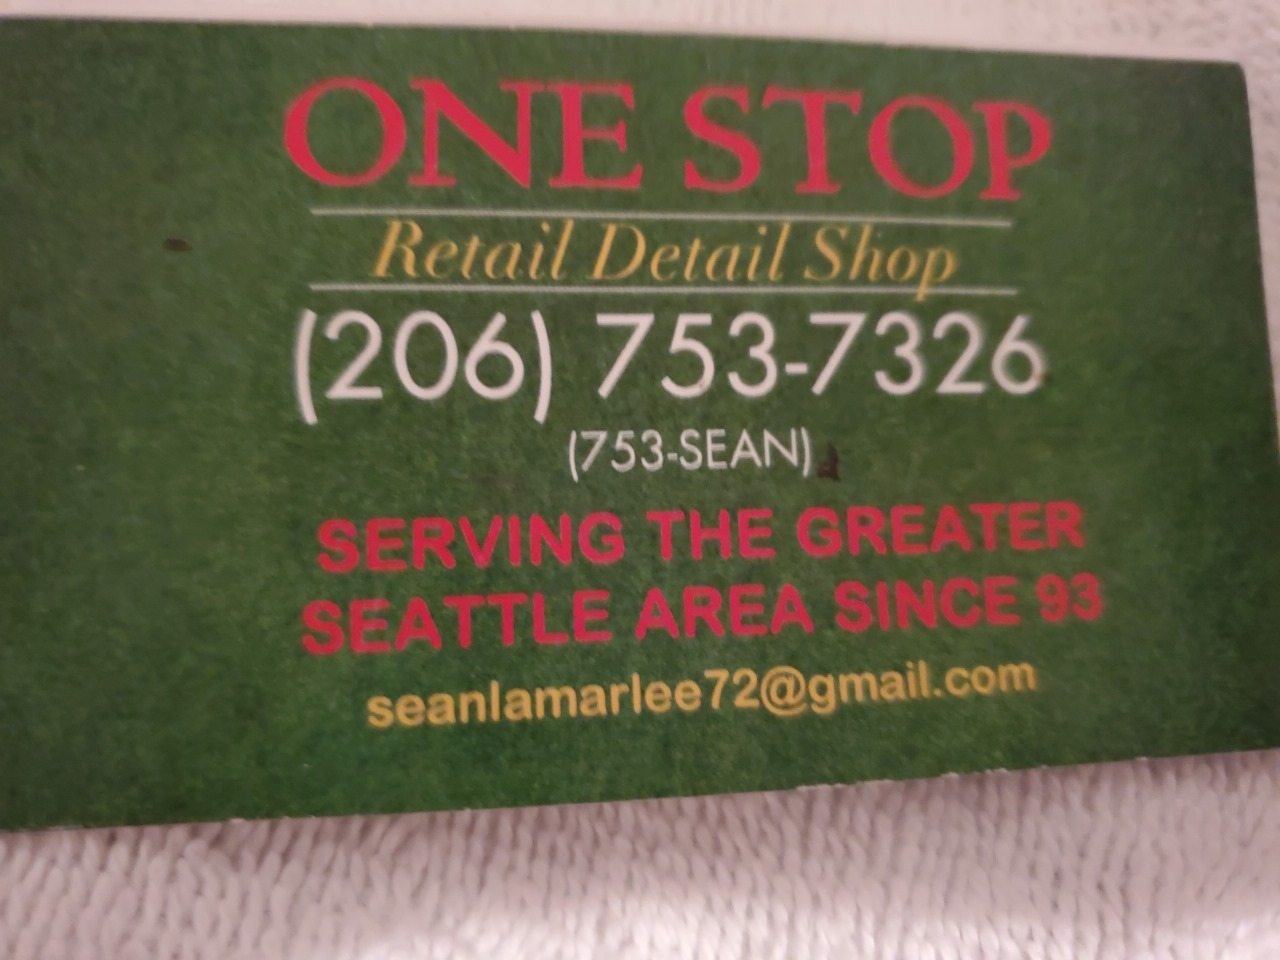 ONE STOP
Retail Detail Shop
(206) 753-7326
(753-SEAN)
SERVING THE GREATER
SEATTLE AREA SINCE 93
seanlamarlee72@gmail.com